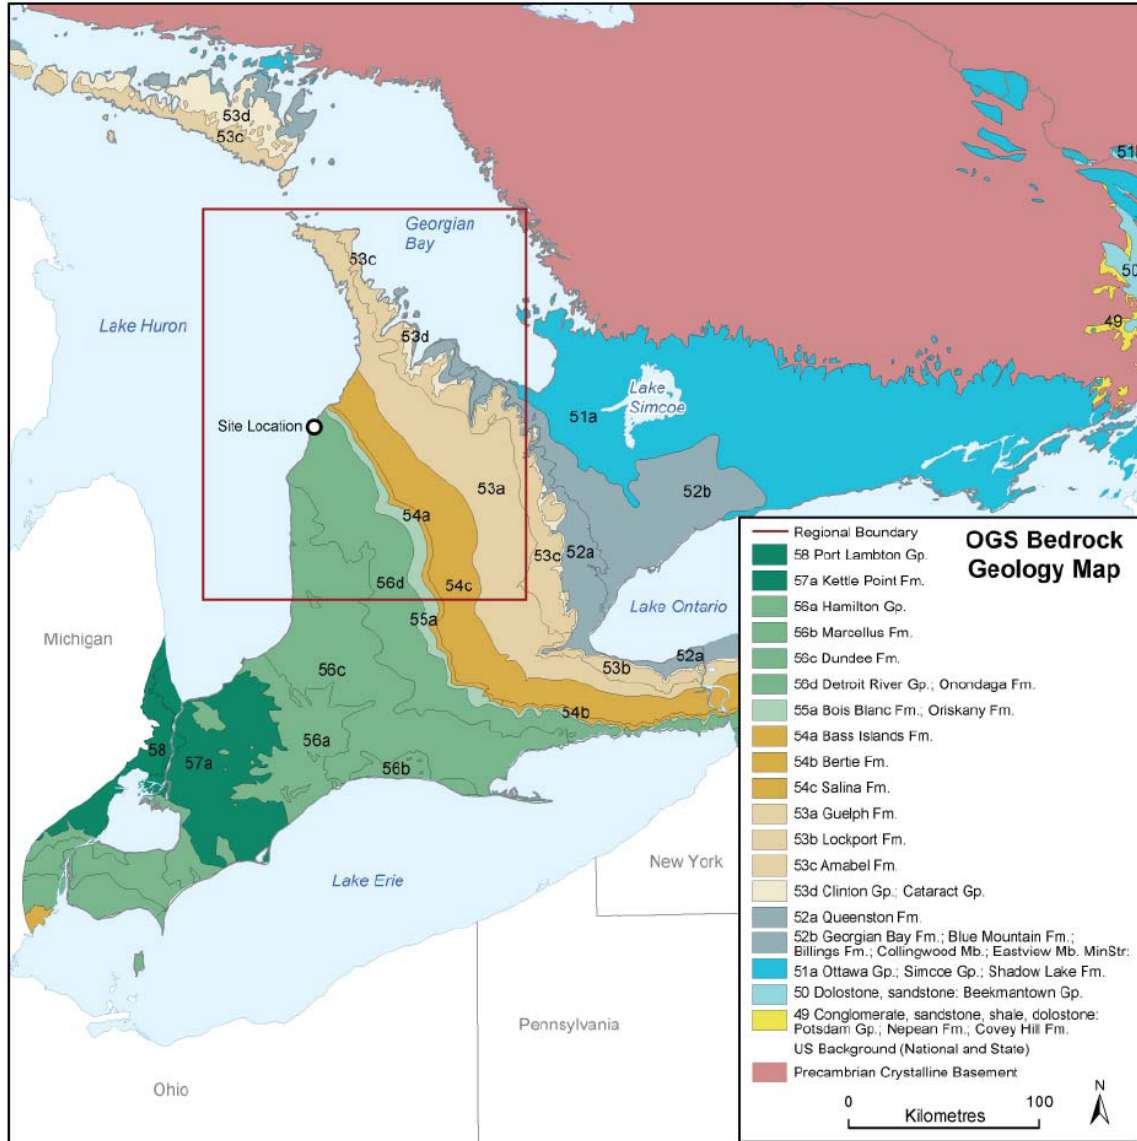 53d
53c
51
Georgian
Bay
53c
50
Lake Huron
49
53d
Lake
Simcoe
51a
Site Location
53a
52b
54a
53c
52a
56d
54c
55a
Lake Ontario
Michigan
53b
52a
56c
54b
58
57a
56a
56b
New York
Lake Erie
Pennsylvania
Ohio
OGS Bedrock
Geology Map
Regional Boundary
58 Port Lambton Gp.
57a Kettle Point Fm.
56a Hamilton Gp.
56b Marcellus Fm.
56c Dundee Fm.
56d Detroit River Gp.; Onondaga Fm.
55a Bois Blanc Fm.; Oriskany Fm.
54a Bass Islands Fm.
54b Bertie Fm.
54c Salina Fm.
53a Guelph Fm.
53b Lockport Fm.
53c Amabel Fm.
53d Clinton Gp.; Cataract Gp.
52a Queenston Fm.
52b Georgian Bay Fm.; Blue Mountain Fm.;
Billings Fm.; Collingwood Mb.; Eastview Mb. MinStr:
51a Ottawa Gp.; Simcoe Gp.; Shadow Lake Fm.
50 Dolostone, sandstone: Beekmantown Gp.
49 Conglomerate, sandstone, shale, dolostone:
Potsdam Gp.; Nepean Fm.; Covey Hill Fm.
US Background (National and State)
Precambrian Crystalline Basement
0 100
Kilometres
N